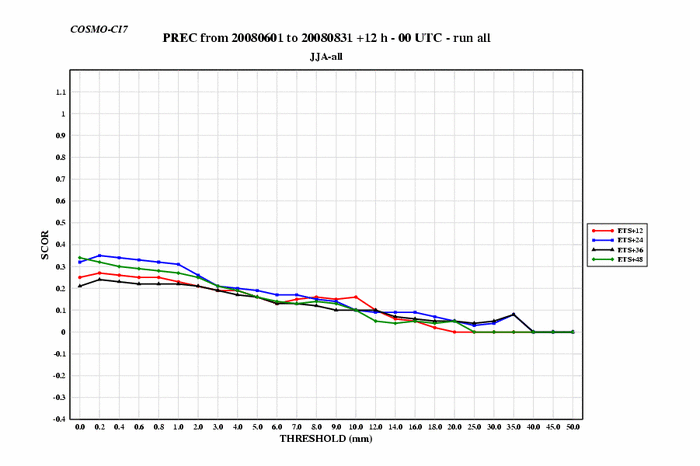 COSMO-CI7
PREC from 20080601 to 20080831 +12 h - 00 UTC - run all
JJA-all
1.1
1
0.9
0.8
0.7
0.6
0.5
0.4
0.3
0.2
0.1
0
-0.1
-0.2
-0.3
-0.4
SCOR
0.0 0.2 0.4 0.6 0.8 1.0 2.0 3.0 4.0 5.0 6.0 7.0 8.0 9.0 10.0 12.0 14.0 16.0 18.0 20.0 25.0 30.0 35.0 40.0 45.0 50.0
THRESHOLD (mm)
ETS+12
ETS+24
ETS+36
ETS+48